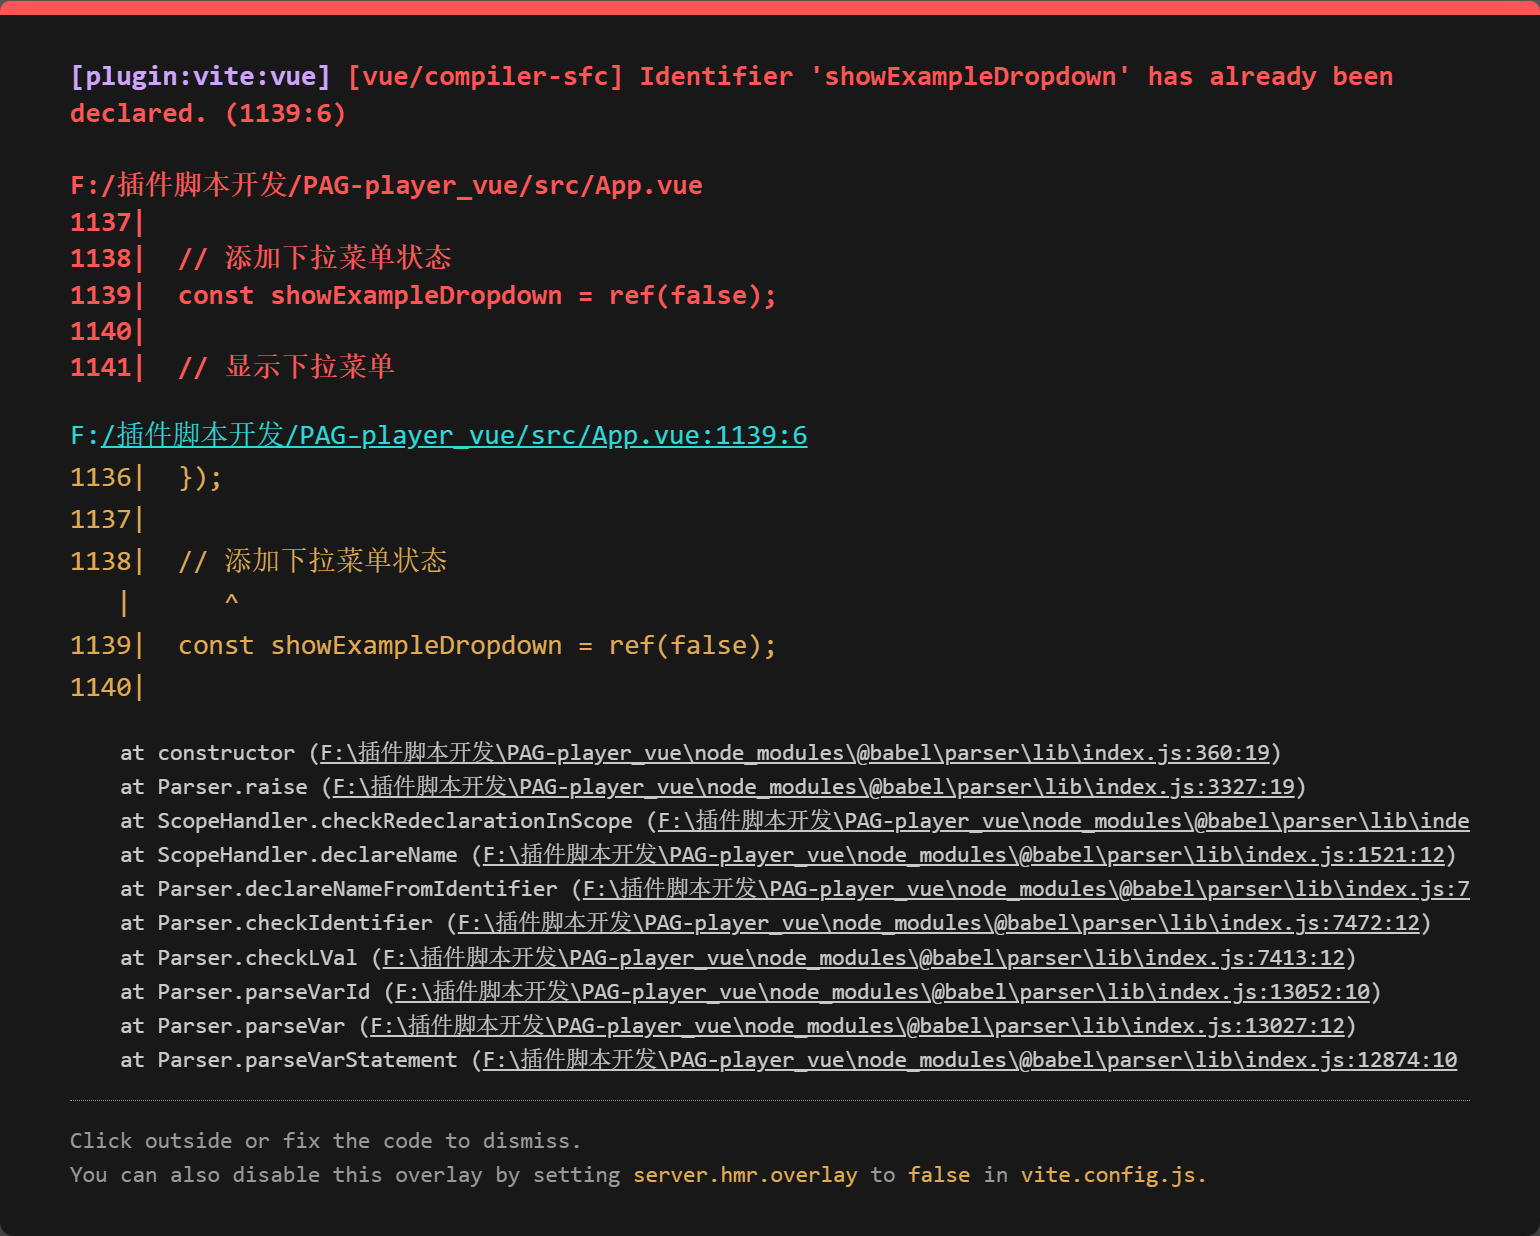 [plugin:vite:vue] [vue/compiler-sfc] Identifier 'showExampleDropdown' has already been
declared. (1139:6)
F:/插件脚本开发/PAG-player_vue/src/App.vue
1137|
1138|  // 添加下拉菜单状态
1139|  const showExampleDropdown = ref(false);
1140|
1141|  // 显示下拉菜单
F:/插件脚本开发/PAG-player_vue/src/App.vue:1139:6
1136|  });
1137|
1138|  // 添加下拉菜单状态
   |      ^
1139|  const showExampleDropdown = ref(false);
1140|
at constructor (F:\插件脚本开发\PAG-player_vue\node_modules\@babel\parser\lib\index.js:360:19)
at Parser.raise (F:\插件脚本开发\PAG-player_vue\node_modules\@babel\parser\lib\index.js:3327:19)
at ScopeHandler.checkRedeclarationInScope (F:\插件脚本开发\PAG-player_vue\node_modules\@babel\parser\lib\inde
at ScopeHandler.declareName (F:\插件脚本开发\PAG-player_vue\node_modules\@babel\parser\lib\index.js:1521:12)
at Parser.declareNameFromIdentifier (F:\插件脚本开发\PAG-player_vue\node_modules\@babel\parser\lib\index.js:7
at Parser.checkIdentifier (F:\插件脚本开发\PAG-player_vue\node_modules\@babel\parser\lib\index.js:7472:12)
at Parser.checkLVal (F:\插件脚本开发\PAG-player_vue\node_modules\@babel\parser\lib\index.js:7413:12)
at Parser.parseVarId (F:\插件脚本开发\PAG-player_vue\node_modules\@babel\parser\lib\index.js:13052:10)
at Parser.parseVar (F:\插件脚本开发\PAG-player_vue\node_modules\@babel\parser\lib\index.js:13027:12)
at Parser.parseVarStatement (F:\插件脚本开发\PAG-player_vue\node_modules\@babel\parser\lib\index.js:12874:10
Click outside or fix the code to dismiss.
You can also disable this overlay by setting server.hmr.overlay to false in vite.config.js.